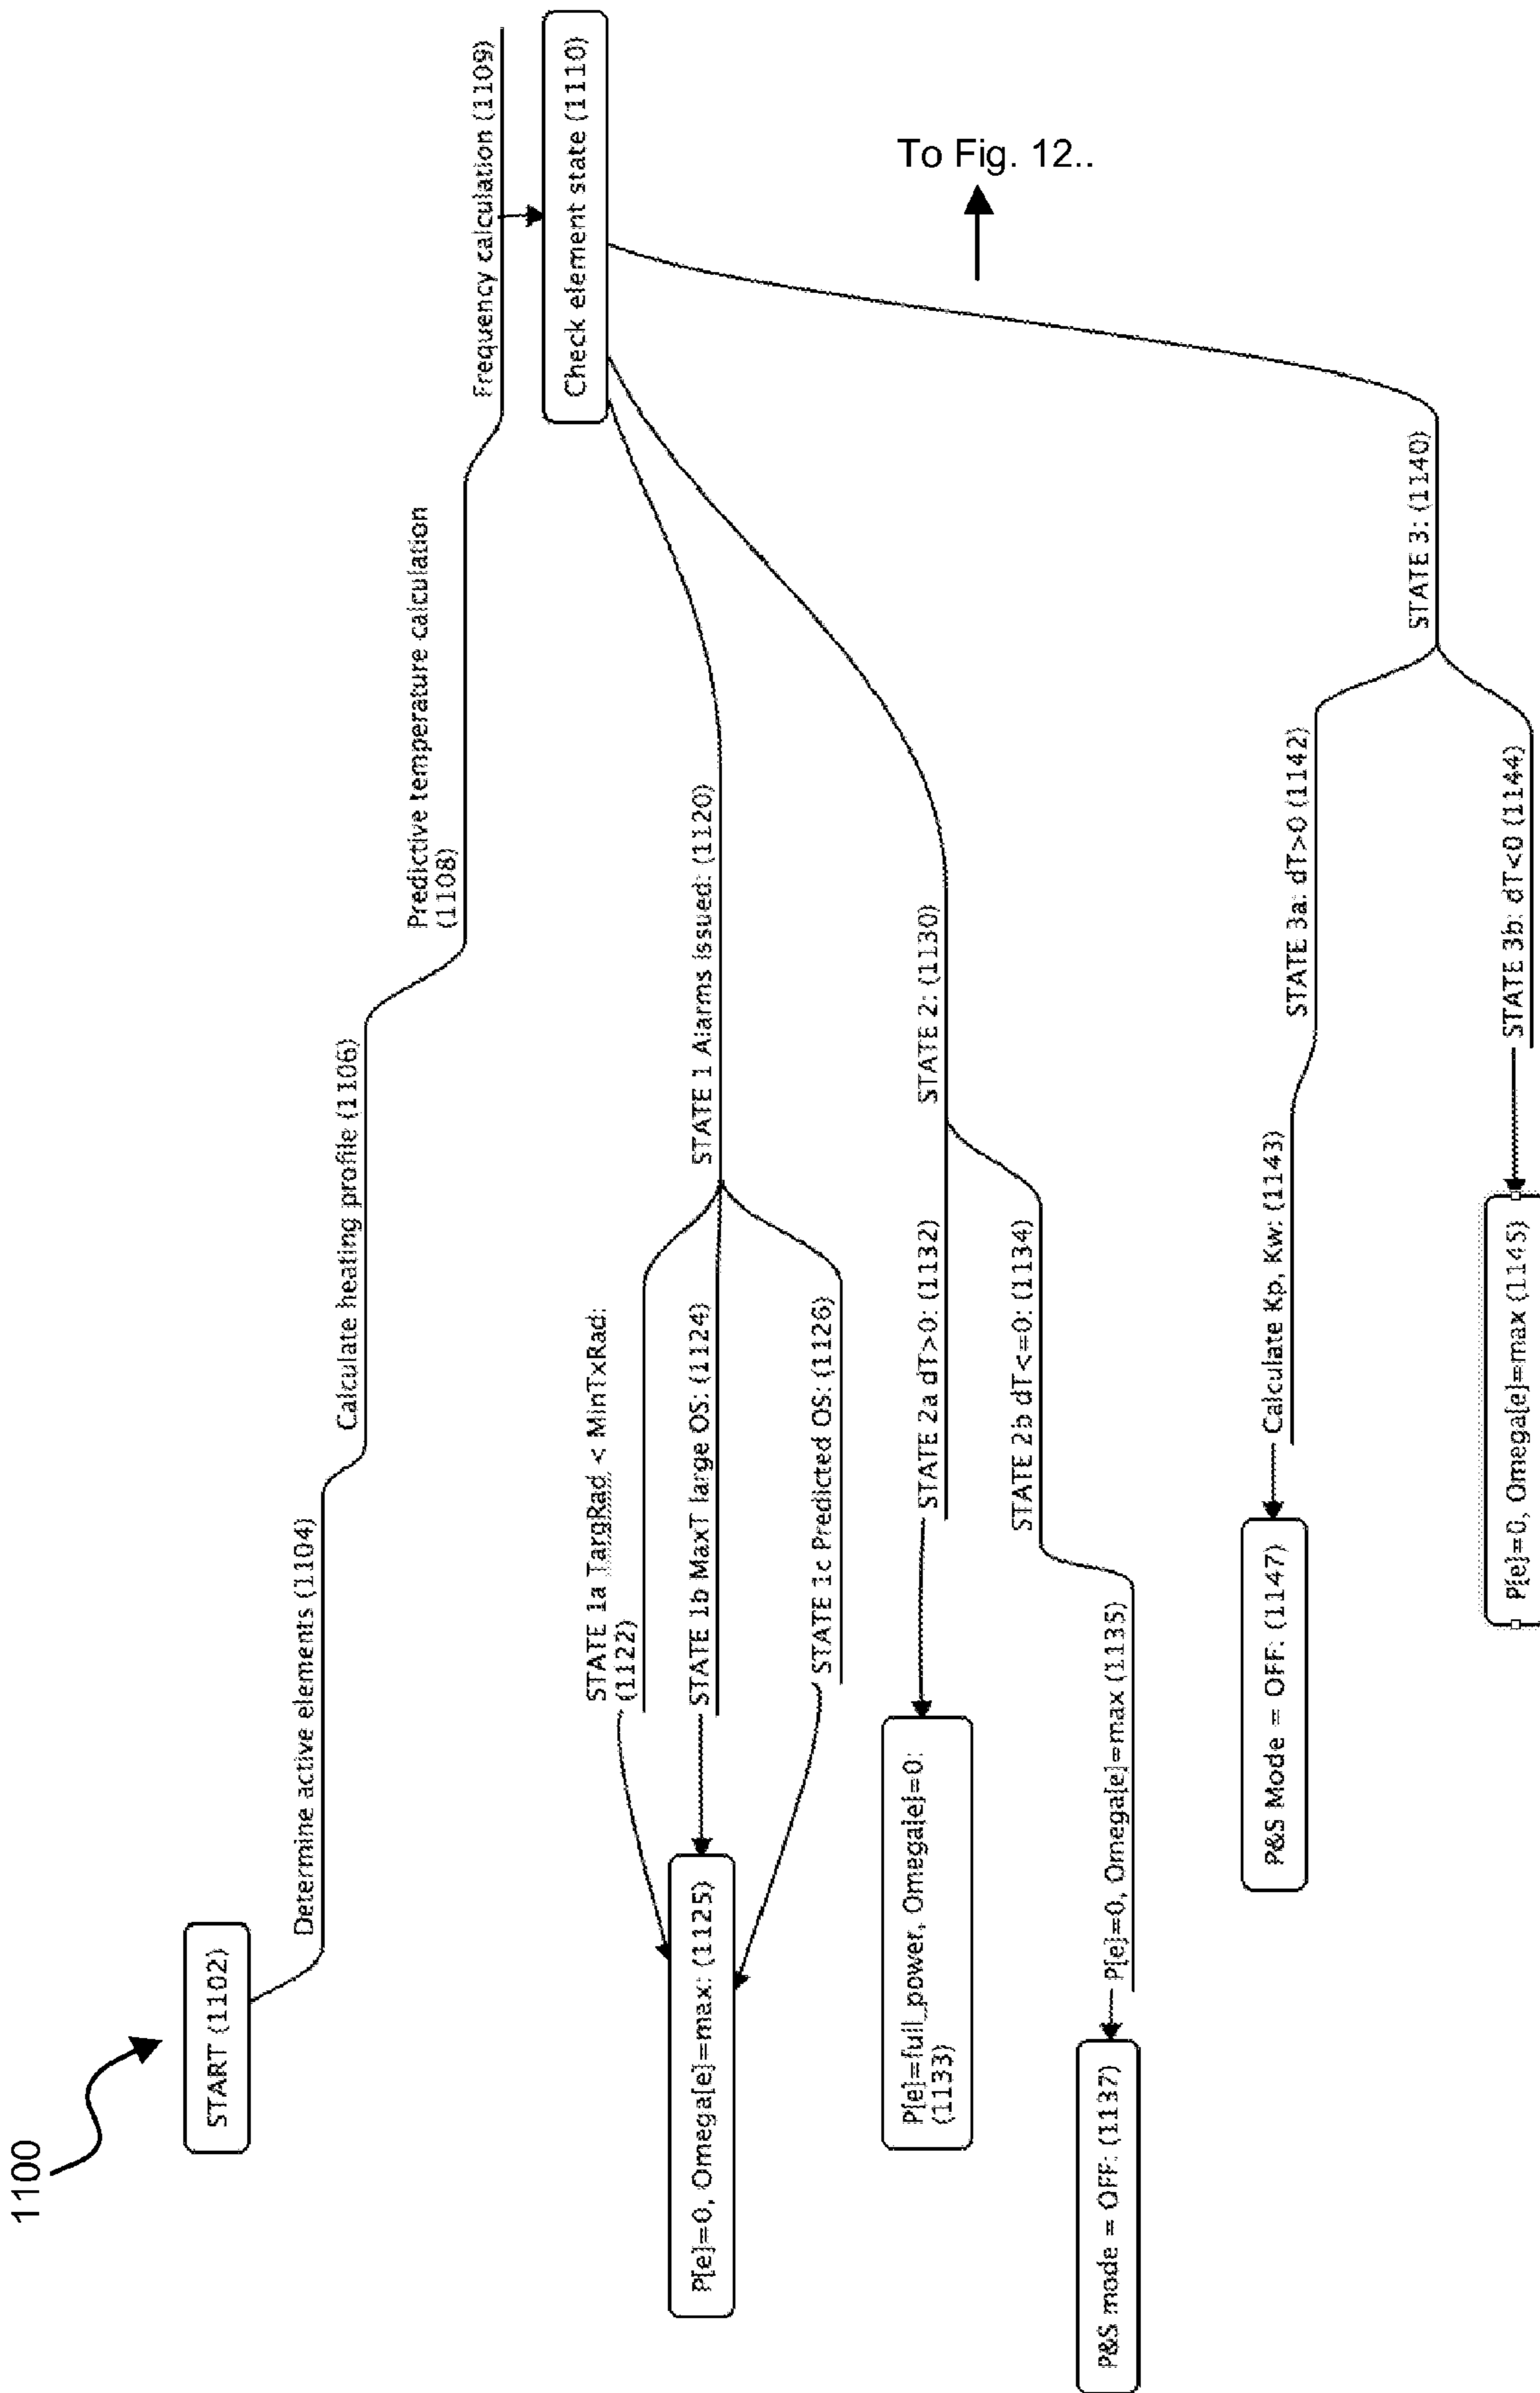 1100
START (1102)
Determine active elements (1104)
Calculate heating profile (1106)
Predictive temperature calculation
(1108)
Frequency calculation (1109)
Check element state (1110)
To Fig. 12..
STATE 1 Alarms issued: (1120)
STATE 1a TargRad < MinTxRad:
(1122)
STATE 1b MaxT large OS: (1124)
STATE 1c Predicted OS: (1126)
P[e]=0, Omega[e]=max: (1125)
STATE 2: (1130)
STATE 2a dT>0: (1132)
P[e]=full_power, Omega[e]=0:
(1133)
STATE 2b dT<=0: (1134)
P[e]=0, Omega[e]=max (1135)
P&S mode = OFF: (1137)
STATE 3: (1140)
STATE 3a: dT>0 (1142)
Calculate Kp, Kw: (1143)
P&S Mode = OFF: (1147)
STATE 3b: dT<0 (1144)
P[e]=0, Omega[e]=max (1145)